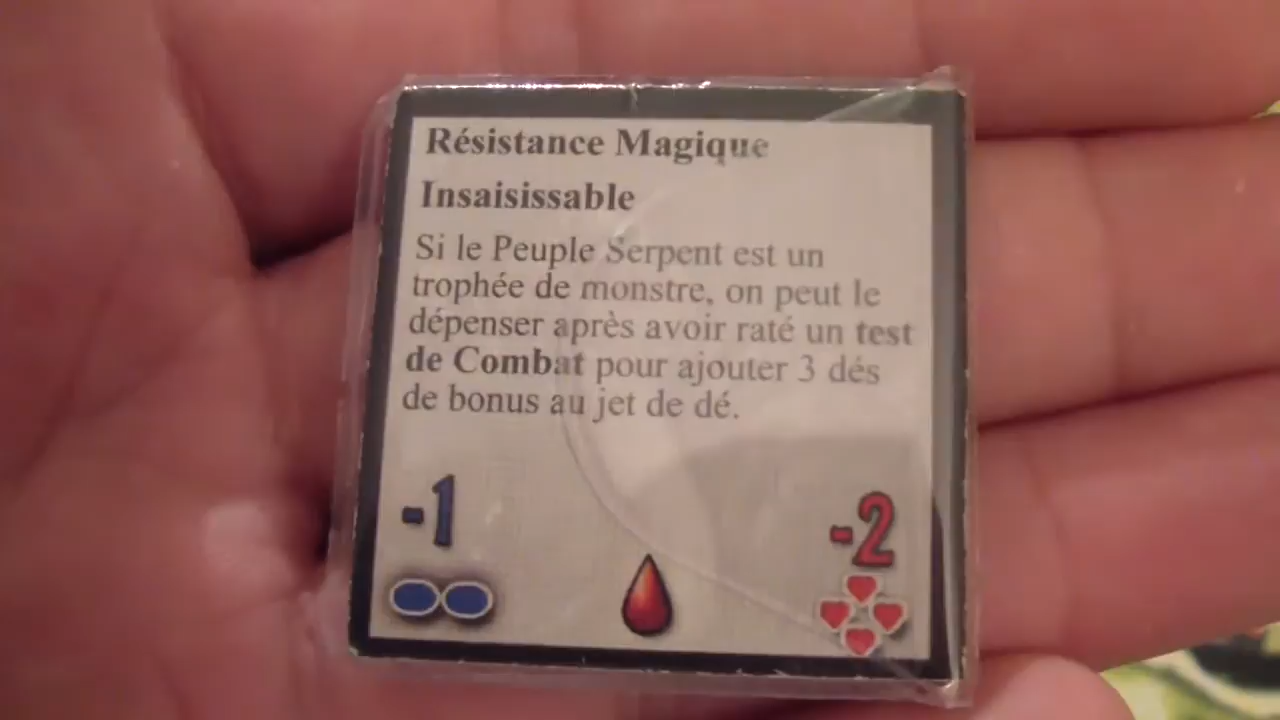 Résistance Magique
Insaisissable
Si le Peuple Serpent est un
trophée de monstre, on peut le
dépenser après avoir raté un test
de Combat pour ajouter 3 dés
de bonus au jet de dé.
-1
-2